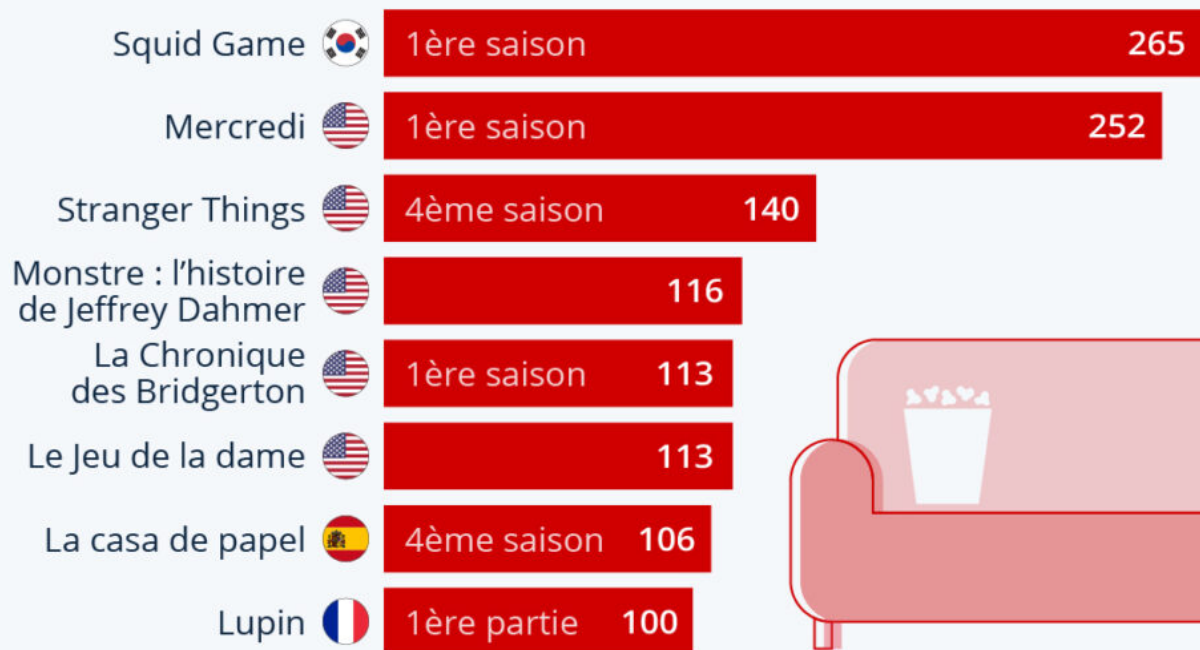 Squid Game 1ère saison 265
Mercredi 1ère saison 252
Stranger Things 4ème saison 140
Monstre : l’histoire
de Jeffrey Dahmer 116
La Chronique
des Bridgerton 1ère saison 113
Le Jeu de la dame 113
La casa de papel 4ème saison 106
Lupin 1ère partie 100